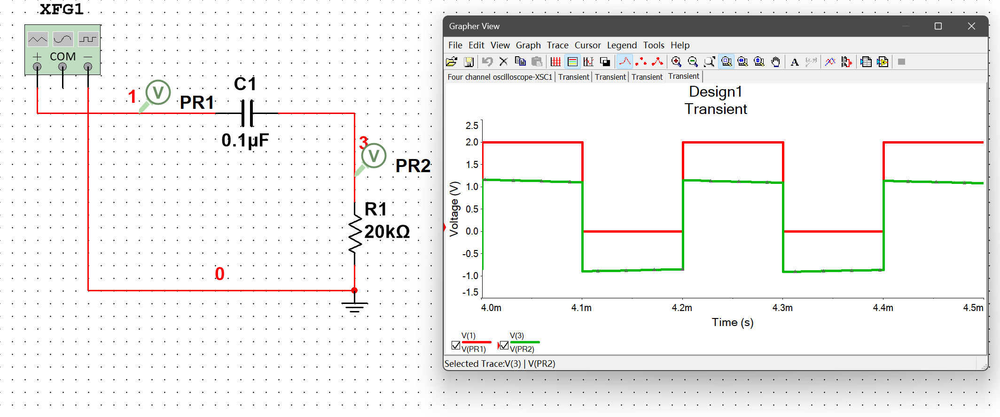 XFG1
+ COM −
1
V
PR1
C1
0.1µF
3
V
PR2
R1
20kΩ
0
Grapher View
File Edit View Graph Trace Cursor Legend Tools Help
A
Four channel oscilloscope-XSC1 Transient Transient Transient Transient
Design1
Transient
2.5
2.0
1.5
1.0
0.5
0.0
-0.5
-1.0
-1.5
Voltage (V)
4.0m 4.1m 4.2m 4.3m 4.4m 4.5m
Time (s)
V(1) V(3)
V(PR1) V(PR2)
Selected Trace:V(3) | V(PR2)